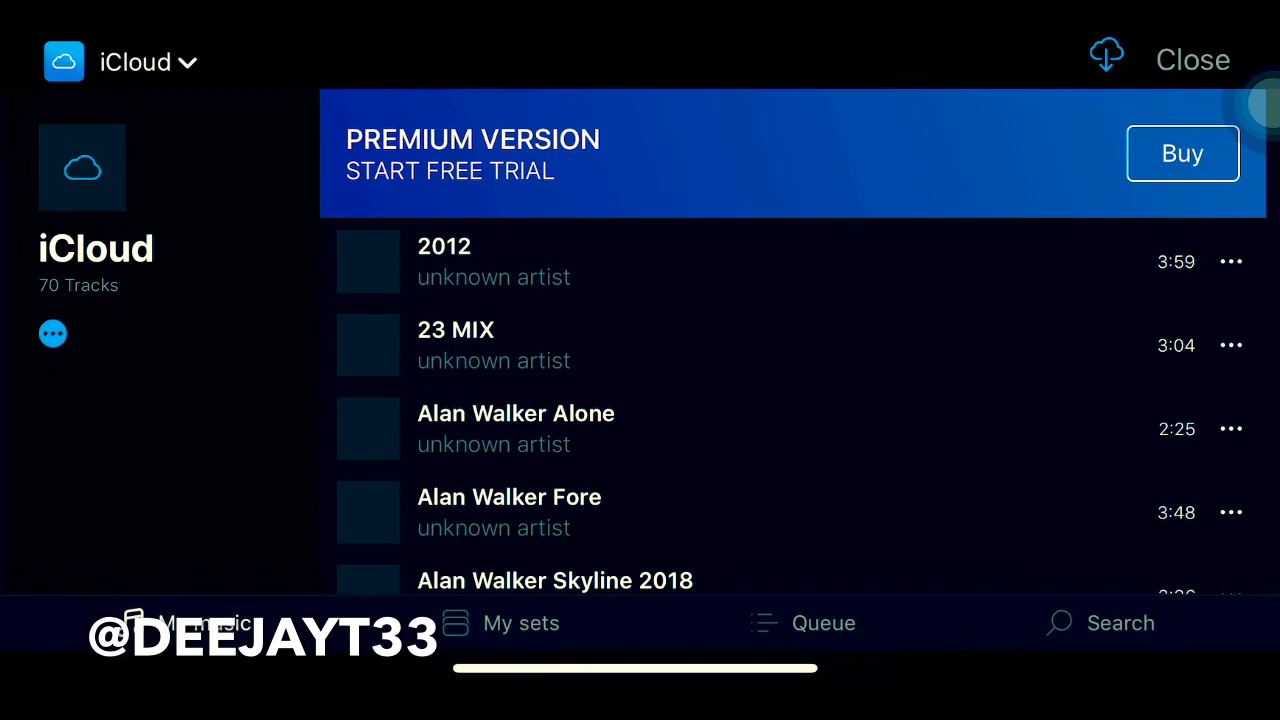 iCloud
Close
PREMIUM VERSION
START FREE TRIAL
Buy
iCloud
70 Tracks
2012
unknown artist
3:59
23 MIX
unknown artist
3:04
Alan Walker Alone
unknown artist
2:25
Alan Walker Fore
unknown artist
3:48
Alan Walker Skyline 2018
My music
My sets
Queue
Search
@DEEJAYT33